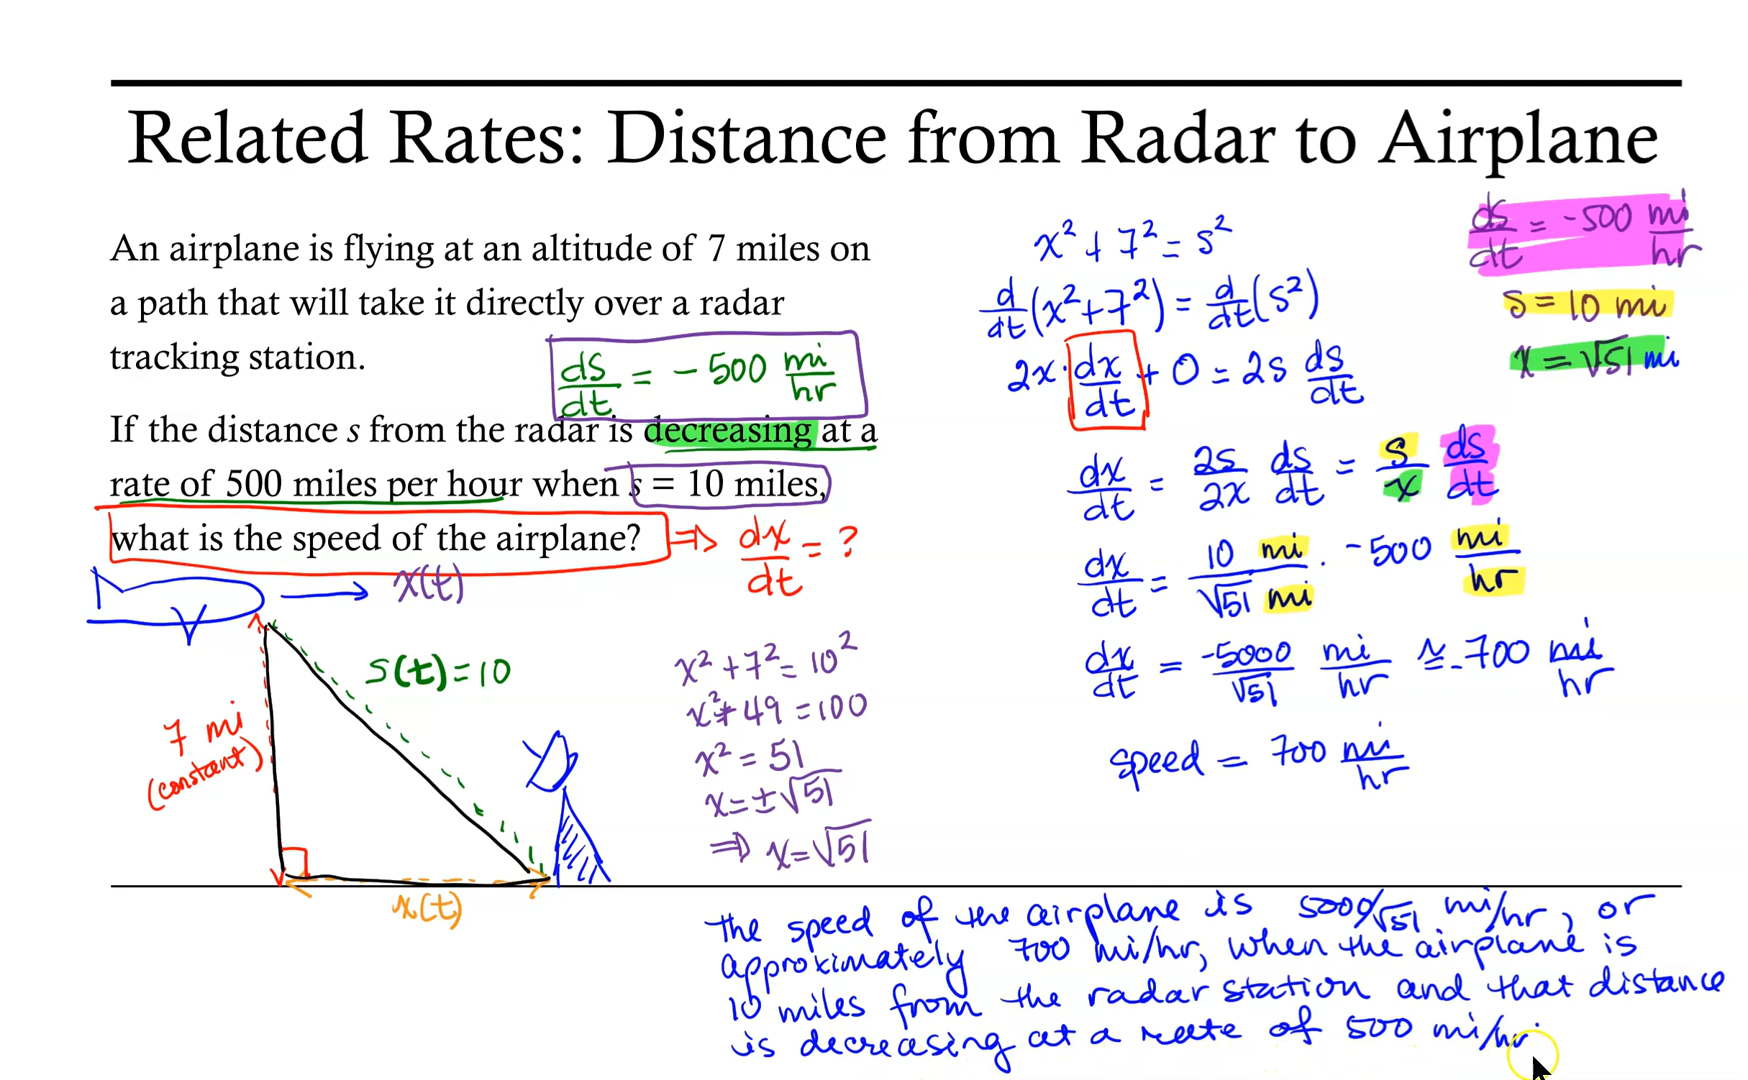 Related Rates: Distance from Radar to Airplane
An airplane is flying at an altitude of 7 miles on
a path that will take it directly over a radar
tracking station.
ds/dt = -500 mi/hr
If the distance s from the radar is decreasing at a
rate of 500 miles per hour when s = 10 miles,
what is the speed of the airplane? ⇒ dx/dt = ?
x(t)
s(t) = 10
7 mi
(constant)
x(t)
x² + 7² = 10²
x² + 49 = 100
x² = 51
x = ±√51
⇒ x = √51
x² + 7² = s²
d/dt (x² + 7²) = d/dt (s²)
2x · dx/dt + 0 = 2s ds/dt
dx/dt = 2s/2x ds/dt = s/x ds/dt
dx/dt = 10 mi/√51 mi · -500 mi/hr
dx/dt = -5000/√51 mi/hr ≅ -700 mi/hr
speed = 700 mi/hr
ds/dt = -500 mi/hr
s = 10 mi
x = √51 mi
The speed of the airplane is 5000/√51 mi/hr, or
approximately 700 mi/hr, when the airplane is
10 miles from the radar station and that distance
is decreasing at a rate of 500 mi/hr